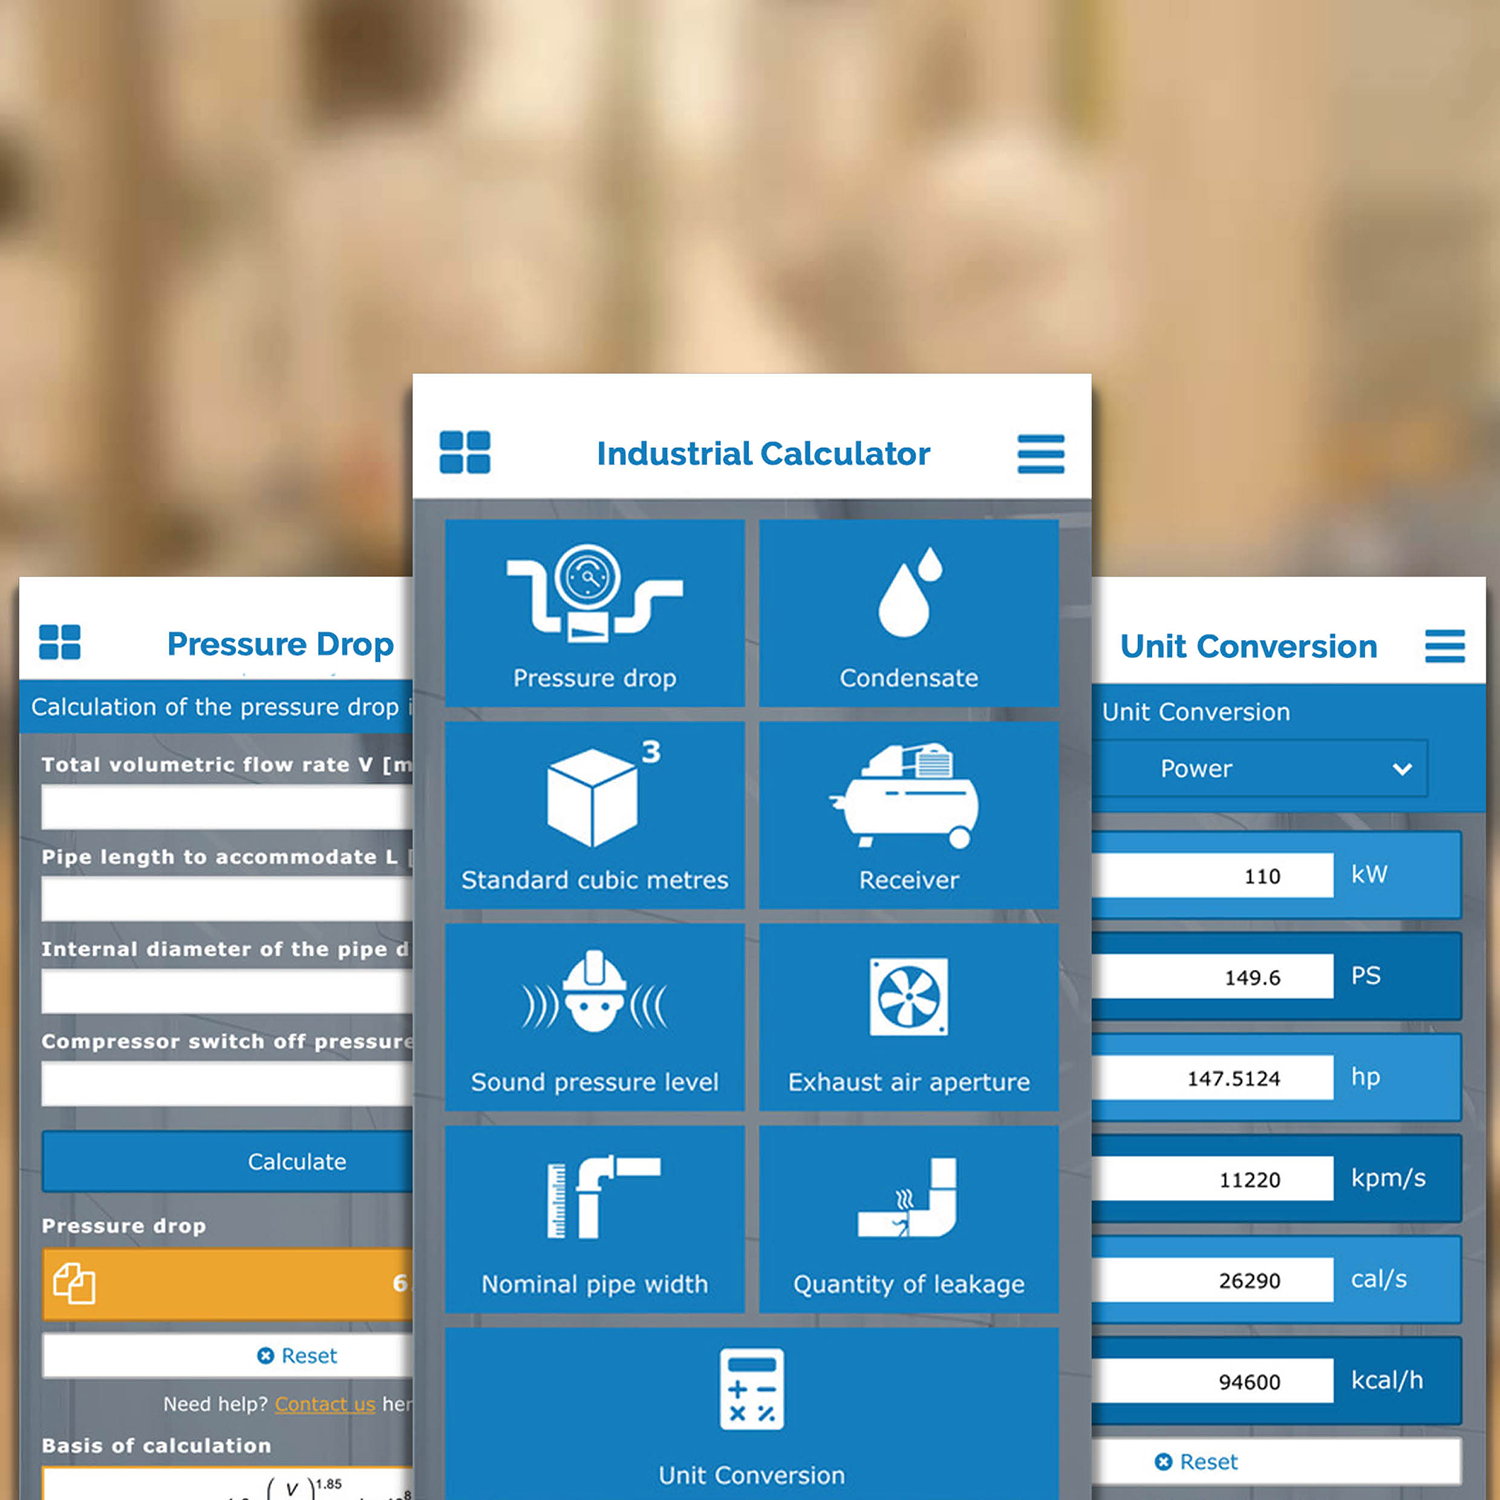 Industrial Calculator
Pressure drop
Condensate
3
Standard cubic metres
Receiver
Sound pressure level
Exhaust air aperture
Nominal pipe width
Quantity of leakage
Unit Conversion
Pressure Drop
Calculation of the pressure drop
Total volumetric flow rate V [m
Pipe length to accommodate L [
Internal diameter of the pipe d
Compressor switch off pressure
Calculate
Pressure drop
6
Reset
Need help? Contact us her
Basis of calculation
( V ) 1.85
8
Unit Conversion
Unit Conversion
Power
110 kW
149.6 PS
147.5124 hp
11220 kpm/s
26290 cal/s
94600 kcal/h
Reset